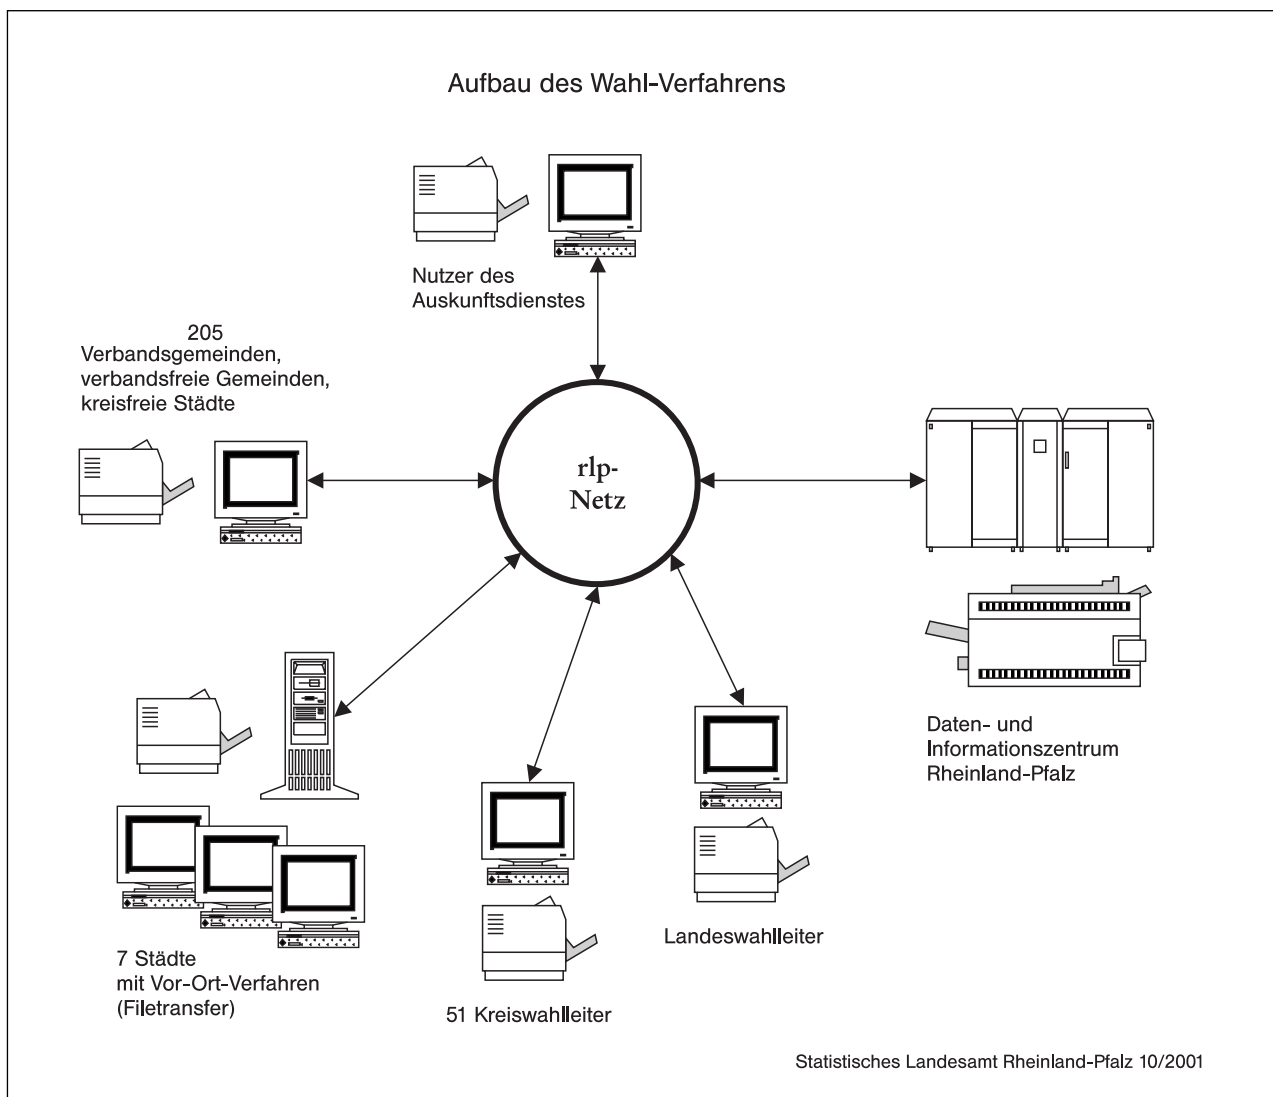 Aufbau des Wahl-Verfahrens
Nutzer des
Auskunftsdienstes
205
Verbandsgemeinden,
verbandsfreie Gemeinden,
kreisfreie Städte
rlp-
Netz
Daten- und
Informationszentrum
Rheinland-Pfalz
Landeswahlleiter
7 Städte
mit Vor-Ort-Verfahren
(Filetransfer)
51 Kreiswahlleiter
Statistisches Landesamt Rheinland-Pfalz 10/2001